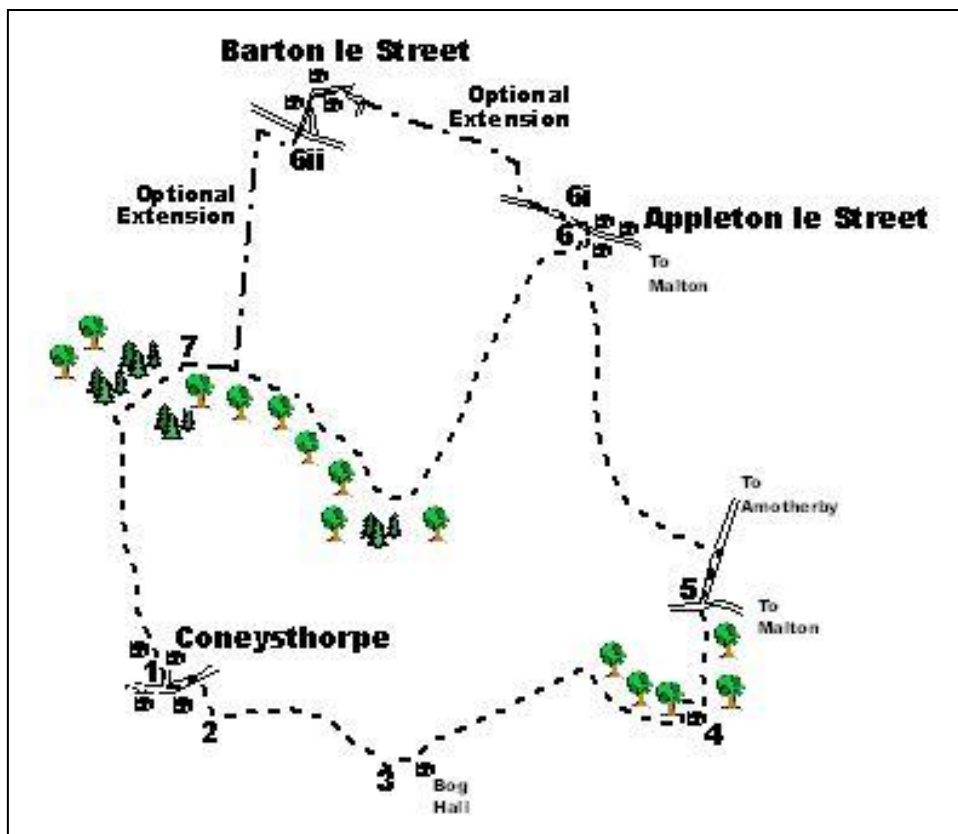 Barton le Street
Optional
Extension
6ii
Optional
Extension
6i
Appleton le Street
6
To
Malton
7
To
Amotherby
5
To
Malton
Coneysthorpe
1
2
4
3
Bog
Hall